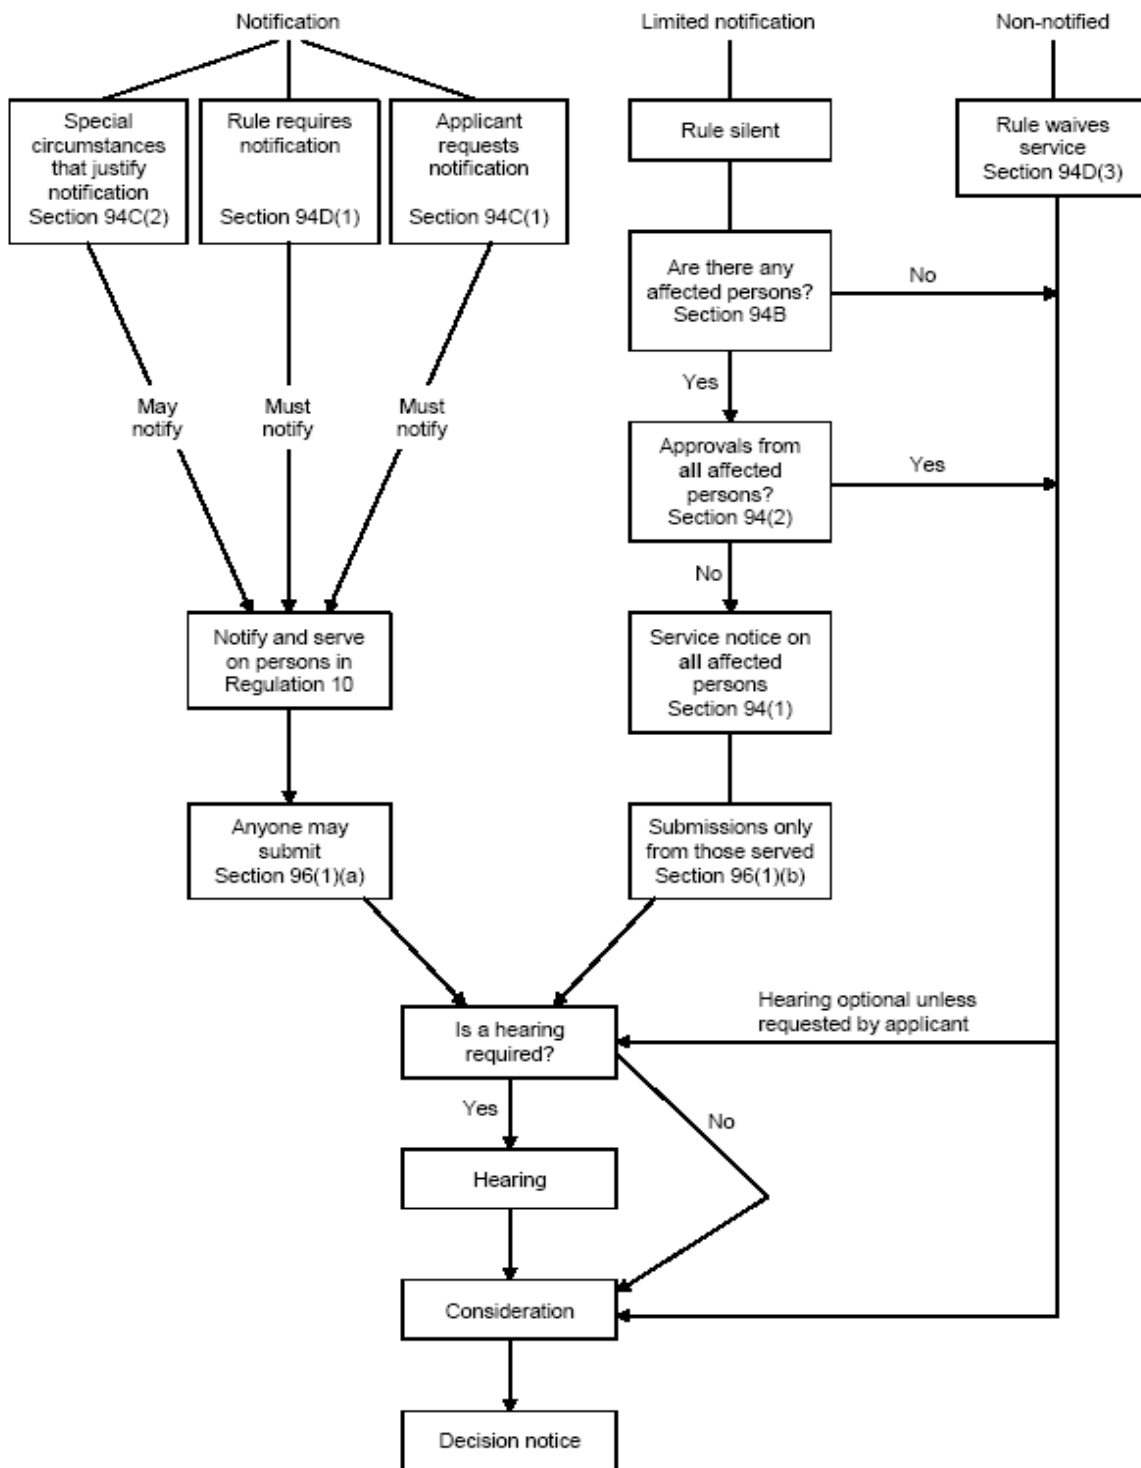 Notification
Limited notification
Non-notified
Special
circumstances
that justify
notification
Section 94C(2)
Rule requires
notification
Section 94D(1)
Applicant
requests
notification
Section 94C(1)
Rule silent
Rule waives
service
Section 94D(3)
Are there any
affected persons?
Section 94B
No
Yes
May
notify
Must
notify
Must
notify
Approvals from
all affected
persons?
Section 94(2)
Yes
No
Notify and serve
on persons in
Regulation 10
Service notice on
all affected
persons
Section 94(1)
Anyone may
submit
Section 96(1)(a)
Submissions only
from those served
Section 96(1)(b)
Hearing optional unless
requested by applicant
Is a hearing
required?
Yes
No
Hearing
Consideration
Decision notice